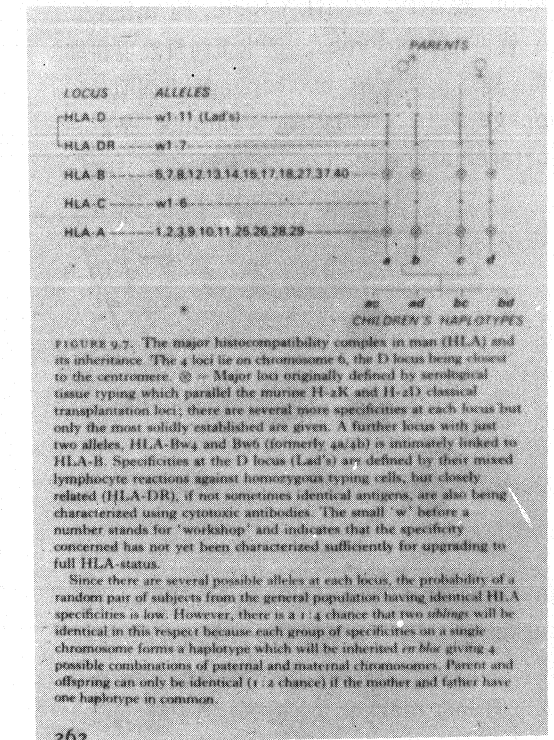 PARENTS
♂ ♀
LOCUS ALLELES
HLA D w1-11 (Lad's)
HLA DR w1-7
HLA-B 5,7,8,12,13,14,15,17,18,27,37,40
HLA-C w1-6
HLA-A 1,2,3,9,10,11,25,26,28,29
a b c d
ac ad bc bd
CHILDREN'S HAPLOTYPES
FIGURE 9.7. The major histocompatibility complex in man (HLA) and
its inheritance. The 4 loci lie on chromosome 6, the D locus being closest
to the centromere. ⊛ = Major loci originally defined by serological
tissue typing which parallel the murine H-2K and H-2D classical
transplantation loci; there are several more specificities at each locus but
only the most solidly established are given. A further locus with just
two alleles, HLA-Bw4 and Bw6 (formerly 4a/4b) is intimately linked to
HLA-B. Specificities at the D locus (Lad's) are defined by their mixed
lymphocyte reactions against homozygous typing cells, but closely
related (HLA-DR), if not sometimes identical antigens, are also being
characterized using cytotoxic antibodies. The small 'w' before a
number stands for 'workshop' and indicates that the specificity
concerned has not yet been characterized sufficiently for upgrading to
full HLA-status.
Since there are several possible alleles at each locus, the probability of a
random pair of subjects from the general population having identical HLA
specificities is low. However, there is a 1:4 chance that two siblings will be
identical in this respect because each group of specificities on a single
chromosome forms a haplotype which will be inherited en bloc giving 4
possible combinations of paternal and maternal chromosomes. Parent and
offspring can only be identical (1:2 chance) if the mother and father have
one haplotype in common.
262